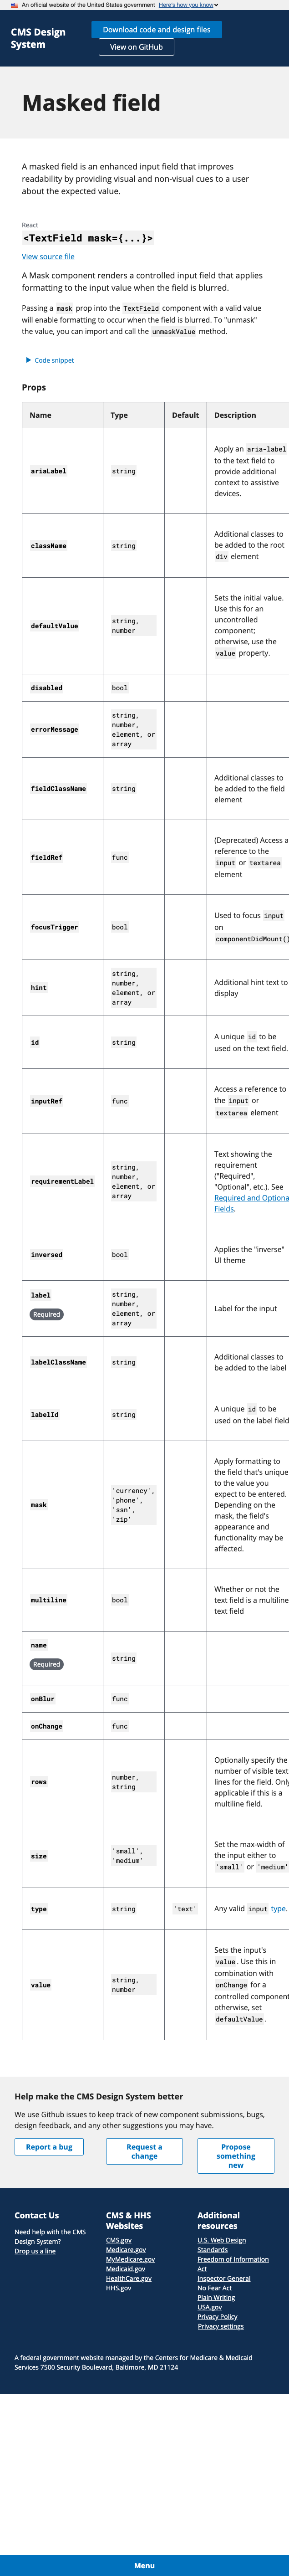 An official website of the United States government Here's how you know
CMS Design
System
Download code and design files
View on GitHub
Masked field
A masked field is an enhanced input field that improves
readability by providing visual and non-visual cues to a user
about the expected value.
React
<TextField mask={...}>
View source file
A Mask component renders a controlled input field that applies
formatting to the input value when the field is blurred.
Passing a mask prop into the TextField component with a valid value
will enable formatting to occur when the field is blurred. To "unmask"
the value, you can import and call the unmaskValue method.
Code snippet
Props
Name Type Default Description
ariaLabel string Apply an aria-label
to the text field to
provide additional
context to assistive
devices.
className string Additional classes to
be added to the root
div element
defaultValue string,
number
Sets the initial value.
Use this for an
uncontrolled
component;
otherwise, use the
value property.
disabled bool
errorMessage string,
number,
element, or
array
fieldClassName string Additional classes to
be added to the field
element
fieldRef func (Deprecated) Access a
reference to the
input or textarea
element
focusTrigger bool Used to focus input
on
componentDidMount()
hint string,
number,
element, or
array
Additional hint text to
display
id string A unique id to be
used on the text field.
inputRef func Access a reference to
the input or
textarea element
requirementLabel string,
number,
element, or
array
Text showing the
requirement
("Required",
"Optional", etc.). See
Required and Optiona
Fields.
inversed bool Applies the "inverse"
UI theme
label
Required
string,
number,
element, or
array
Label for the input
labelClassName string Additional classes to
be added to the label
labelId string A unique id to be
used on the label field
mask 'currency',
'phone',
'ssn',
'zip'
Apply formatting to
the field that's unique
to the value you
expect to be entered.
Depending on the
mask, the field's
appearance and
functionality may be
affected.
multiline bool Whether or not the
text field is a multiline
text field
name
Required
string
onBlur func
onChange func
rows number,
string
Optionally specify the
number of visible text
lines for the field. Only
applicable if this is a
multiline field.
size 'small',
'medium'
Set the max-width of
the input either to
'small' or 'medium'
type string 'text' Any valid input type.
value string,
number
Sets the input's
value. Use this in
combination with
onChange for a
controlled component
otherwise, set
defaultValue.
Help make the CMS Design System better
We use Github issues to keep track of new component submissions, bugs,
design feedback, and any other suggestions you may have.
Report a bug
Request a
change
Propose
something
new
Contact Us
Need help with the CMS
Design System?
Drop us a line
CMS & HHS
Websites
CMS.gov
Medicare.gov
MyMedicare.gov
Medicaid.gov
HealthCare.gov
HHS.gov
Additional
resources
U.S. Web Design
Standards
Freedom of Information
Act
Inspector General
No Fear Act
Plain Writing
USA.gov
Privacy Policy
Privacy settings
A federal government website managed by the Centers for Medicare & Medicaid
Services 7500 Security Boulevard, Baltimore, MD 21124
Menu